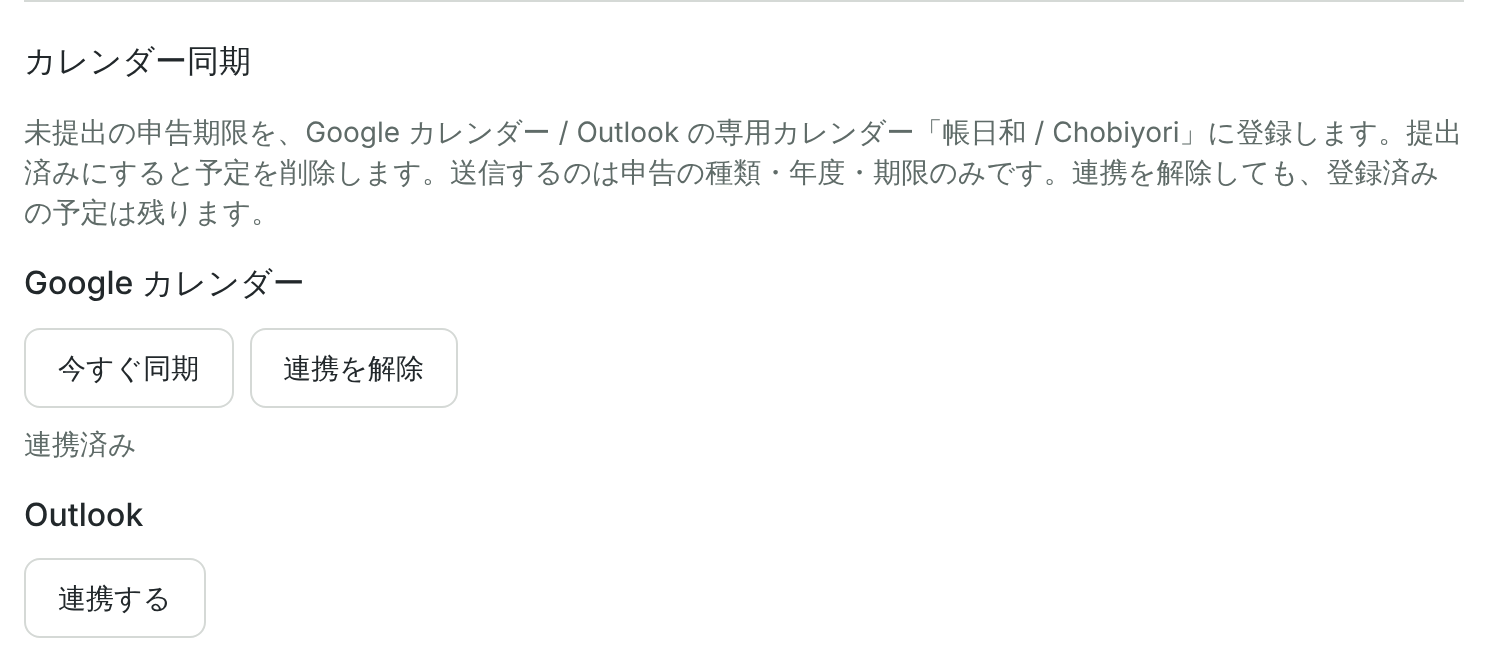 カレンダー同期
未提出の申告期限を、Google カレンダー / Outlook の専用カレンダー「帳日和 / Chobiyori」に登録します。提出
済みにすると予定を削除します。送信するのは申告の種類・年度・期限のみです。連携を解除しても、登録済み
の予定は残ります。
Google カレンダー
今すぐ同期 連携を解除
連携済み
Outlook
連携する